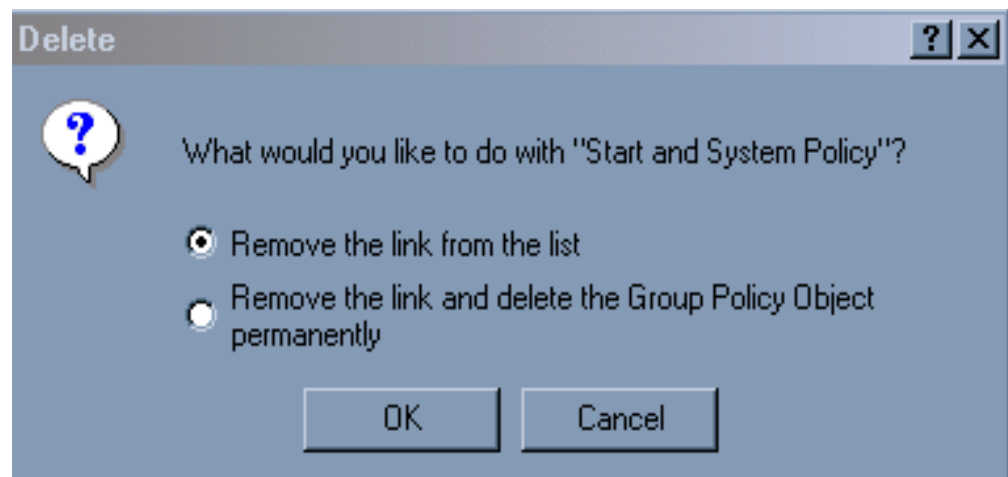 Delete
What would you like to do with "Start and System Policy"?
Remove the link from the list
Remove the link and delete the Group Policy Object
permanently
OK
Cancel